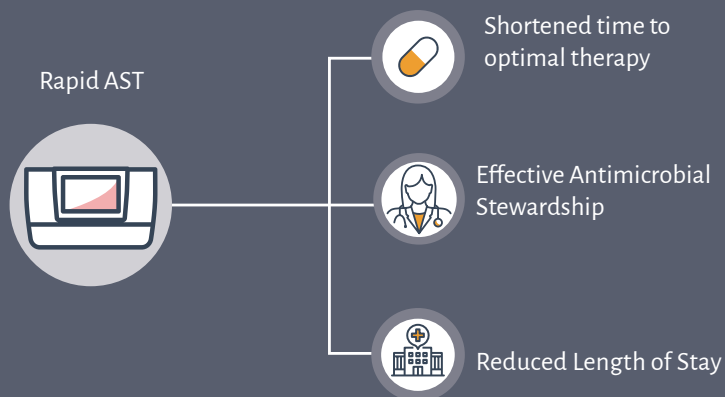 Rapid AST
Shortened time to
optimal therapy
Effective Antimicrobial
Stewardship
Reduced Length of Stay